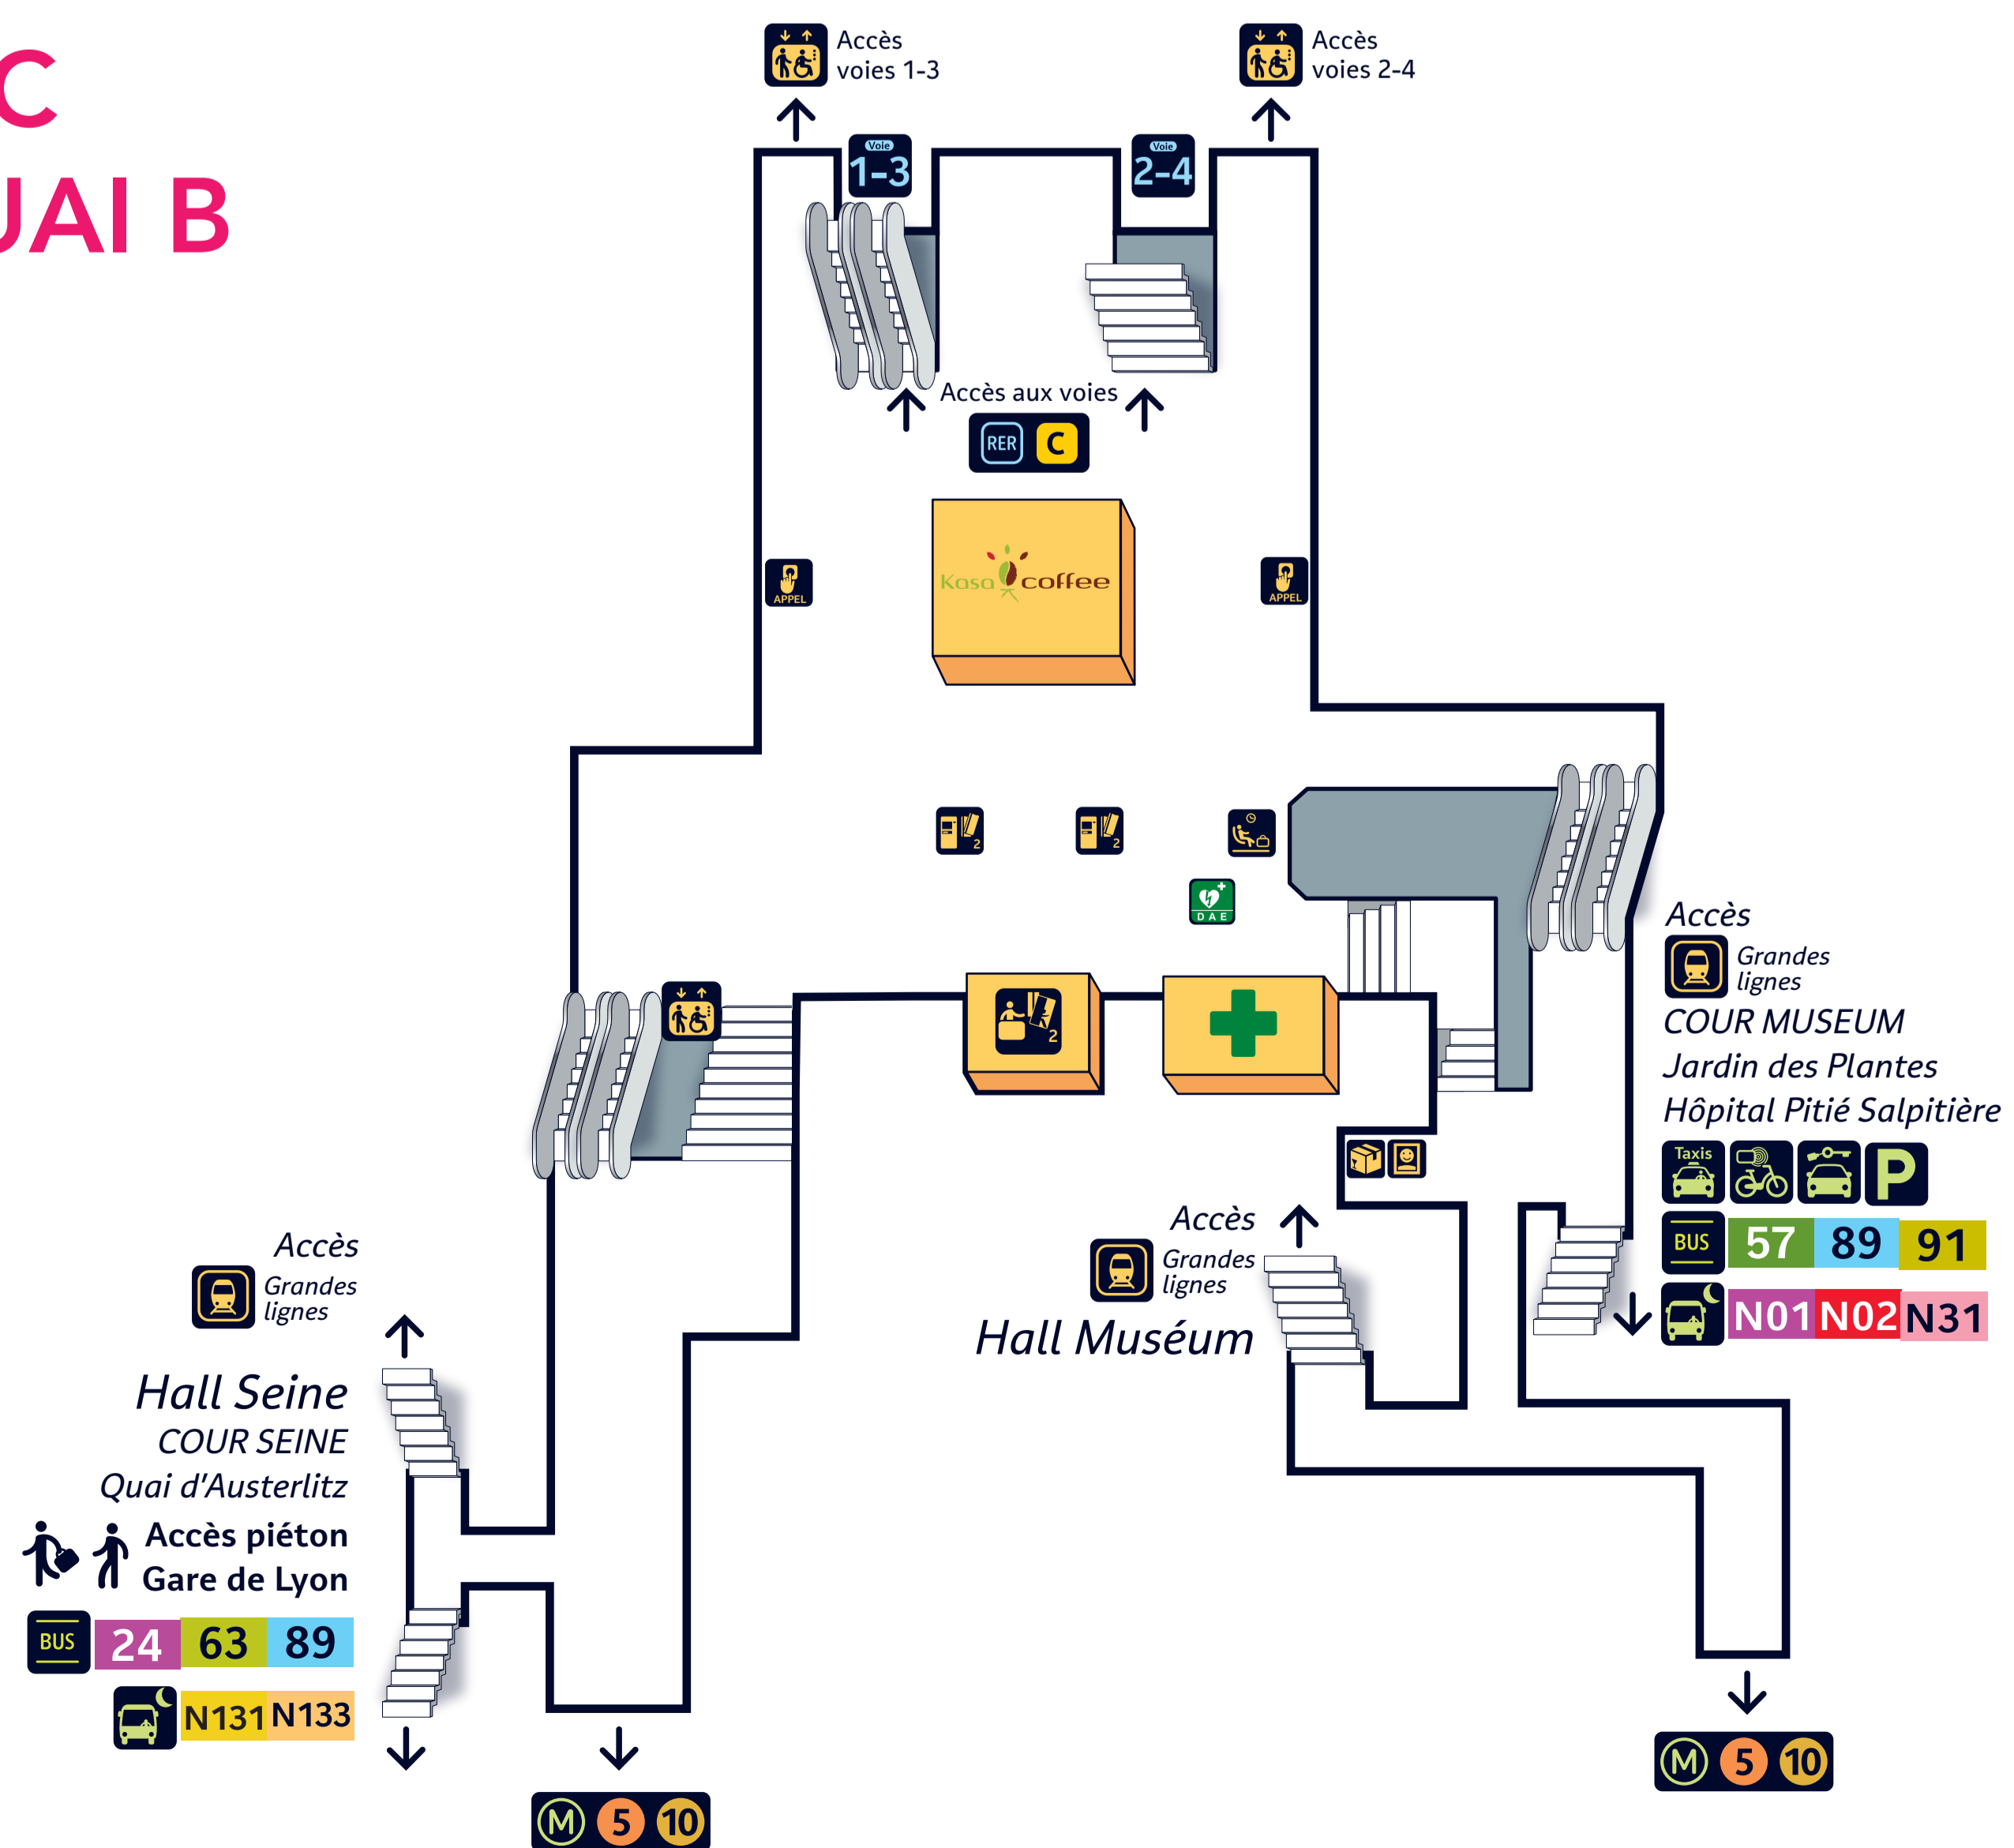 C
UAI B
Accès
voies 1-3
Accès
voies 2-4
Voie
1-3
Voie
2-4
Accès aux voies
RER C
Kasa coffee
APPEL
APPEL
2
2
DAE
2
Accès
Grandes
lignes
COUR MUSEUM
Jardin des Plantes
Hôpital Pitié Salpitière
Taxis
P
BUS 57 89 91
N01 N02 N31
Accès
Grandes
lignes
Hall Muséum
Accès
Grandes
lignes
Hall Seine
COUR SEINE
Quai d'Austerlitz
Accès piéton
Gare de Lyon
BUS 24 63 89
N131 N133
M 5 10
M 5 10